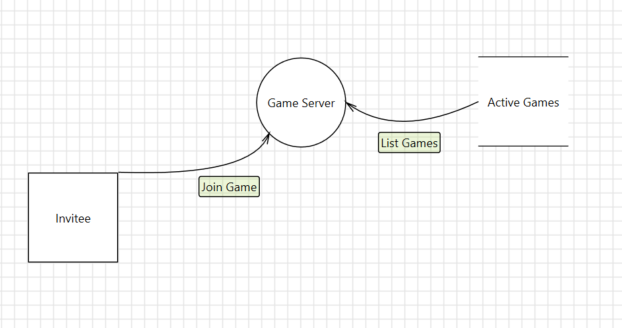 Game Server
Active Games
List Games
Join Game
Invitee